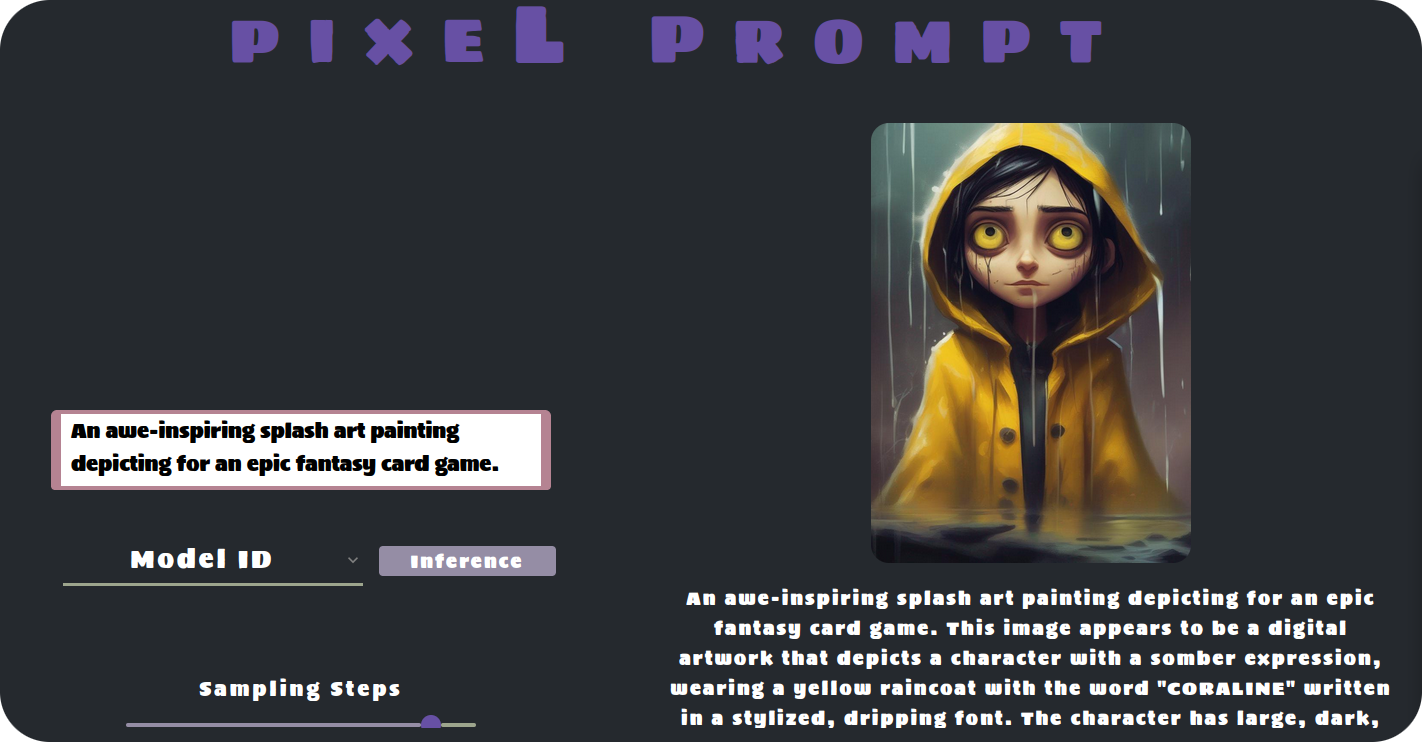 PIXEL PROMPT
An awe-inspiring splash art painting
depicting for an epic fantasy card game.
Model ID
Inference
Sampling Steps
An awe-inspiring splash art painting depicting for an epic
fantasy card game. This image appears to be a digital
artwork that depicts a character with a somber expression,
wearing a yellow raincoat with the word "CORALINE" written
in a stylized, dripping font. The character has large, dark,